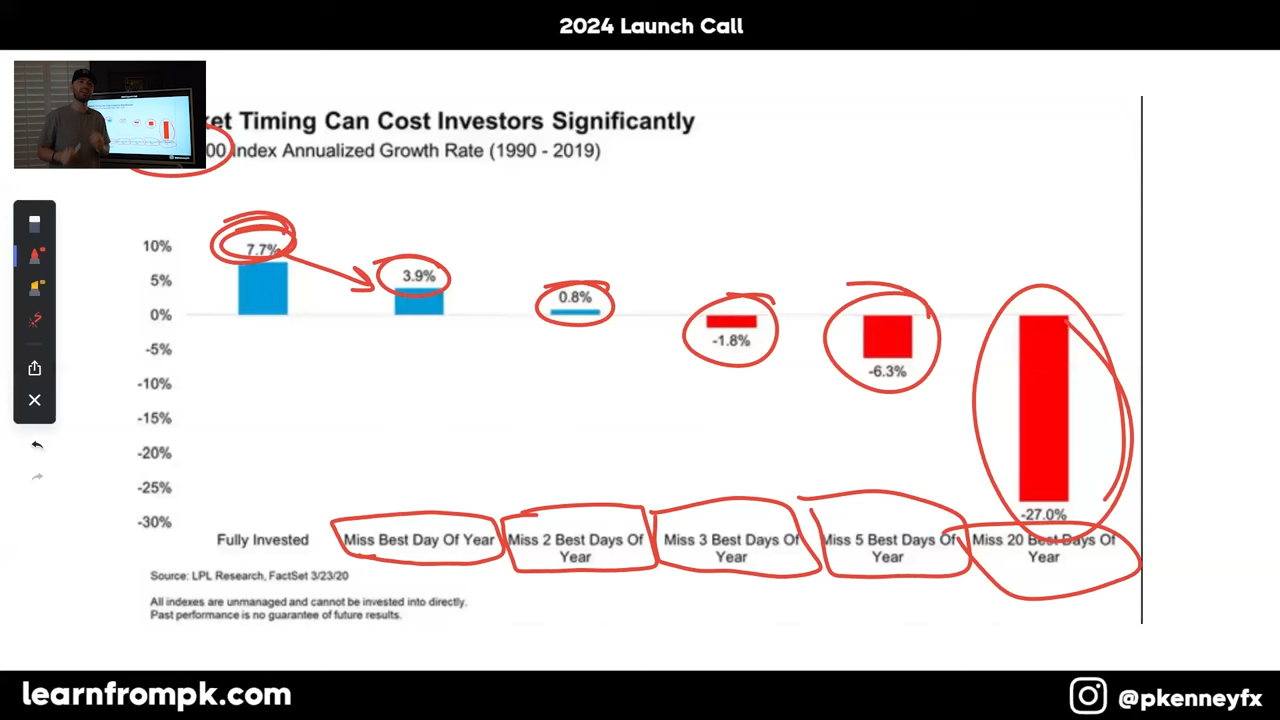 2024 Launch Call
Timing Can Cost Investors Significantly
Index Annualized Growth Rate (1990 - 2019)
10%
5%
0%
-5%
-10%
-15%
-20%
-25%
-30%
7.7%
3.9%
0.8%
-1.8%
-6.3%
-27.0%
Fully Invested
Miss Best Day Of Year
Miss 2 Best Days Of
Year
Miss 3 Best Days Of
Year
Miss 5 Best Days Of
Year
Miss 20 Best Days Of
Year
Source: LPL Research, FactSet 3/23/20
All indexes are unmanaged and cannot be invested into directly.
Past performance is no guarantee of future results.
learnfrompk.com
@pkenneyfx